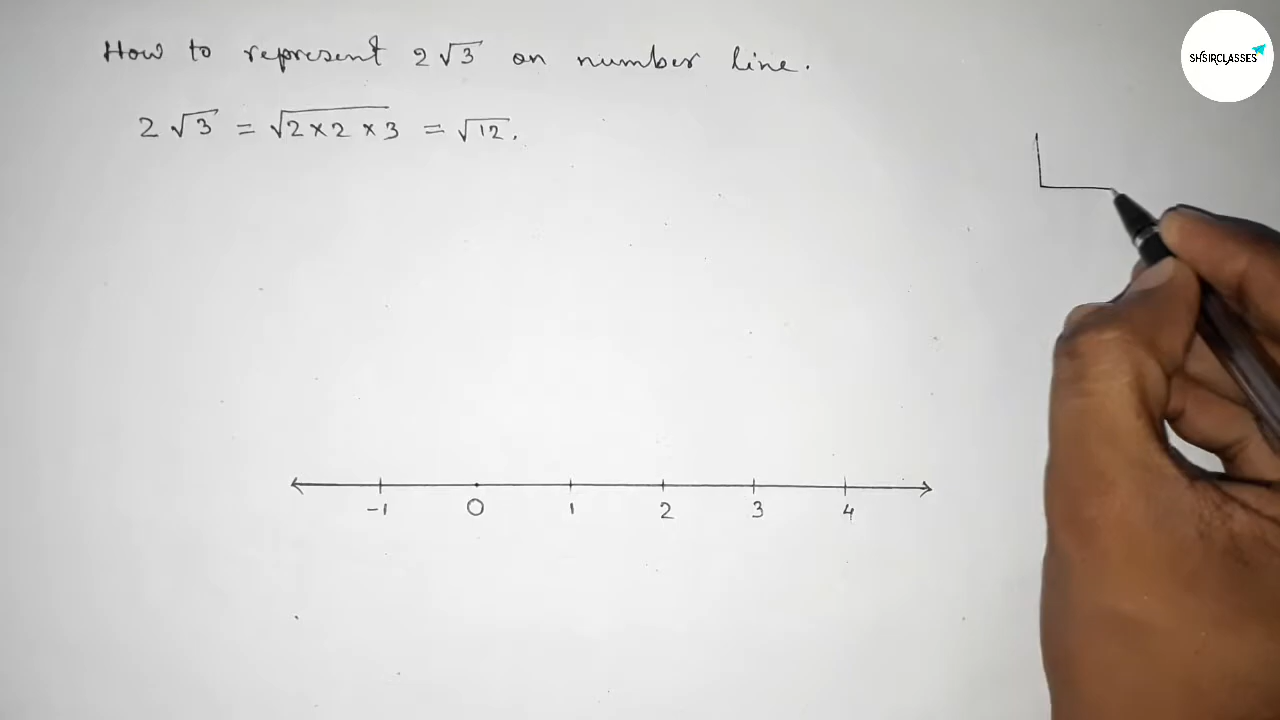 How to represent 2√3 on number line.
SHSIRCLASSES
2√3 = √2×2×3 = √12.
-1 0 1 2 3 4